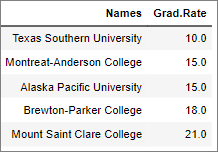 Names Grad.Rate
Texas Southern University 10.0
Montreat-Anderson College 15.0
Alaska Pacific University 15.0
Brewton-Parker College 18.0
Mount Saint Clare College 21.0